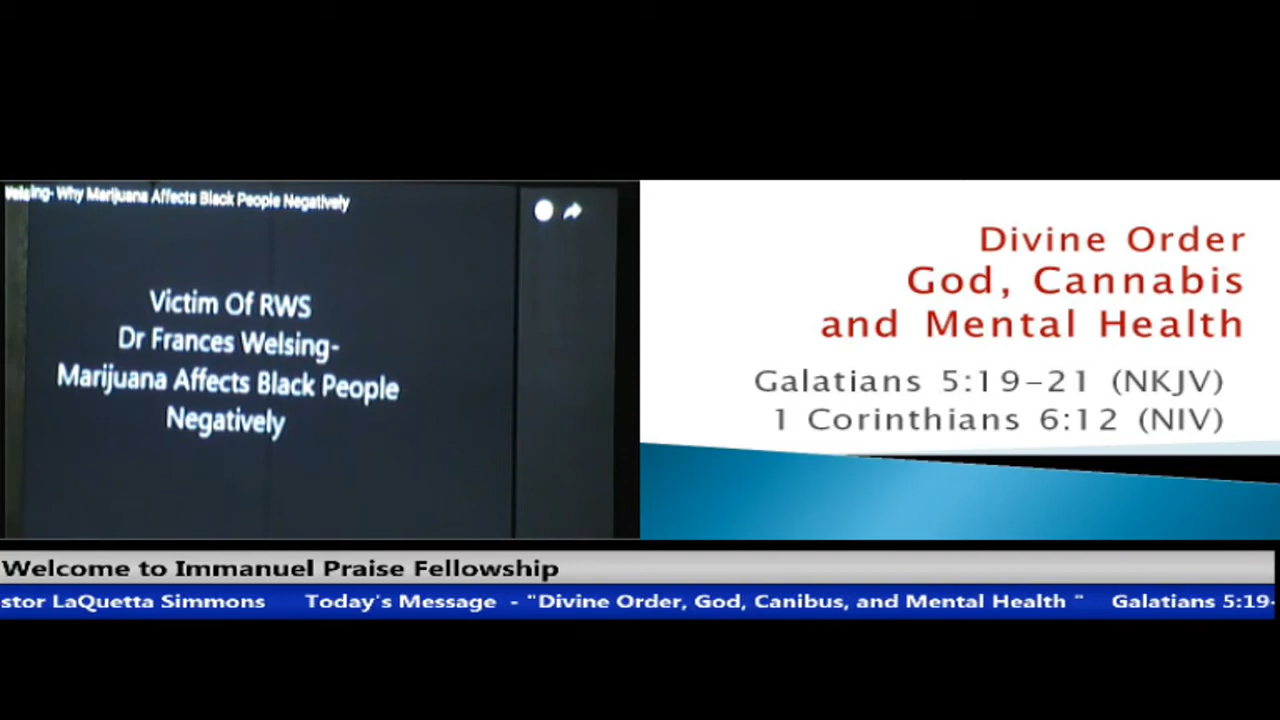 Welsing- Why Marijuana Affects Black People Negatively
Victim Of RWS
Dr Frances Welsing-
Marijuana Affects Black People
Negatively
Divine Order
God, Cannabis
and Mental Health
Galatians 5:19-21 (NKJV)
1 Corinthians 6:12 (NIV)
Welcome to Immanuel Praise Fellowship
stor LaQuetta Simmons Today's Message - "Divine Order, God, Canibus, and Mental Health " Galatians 5:19-